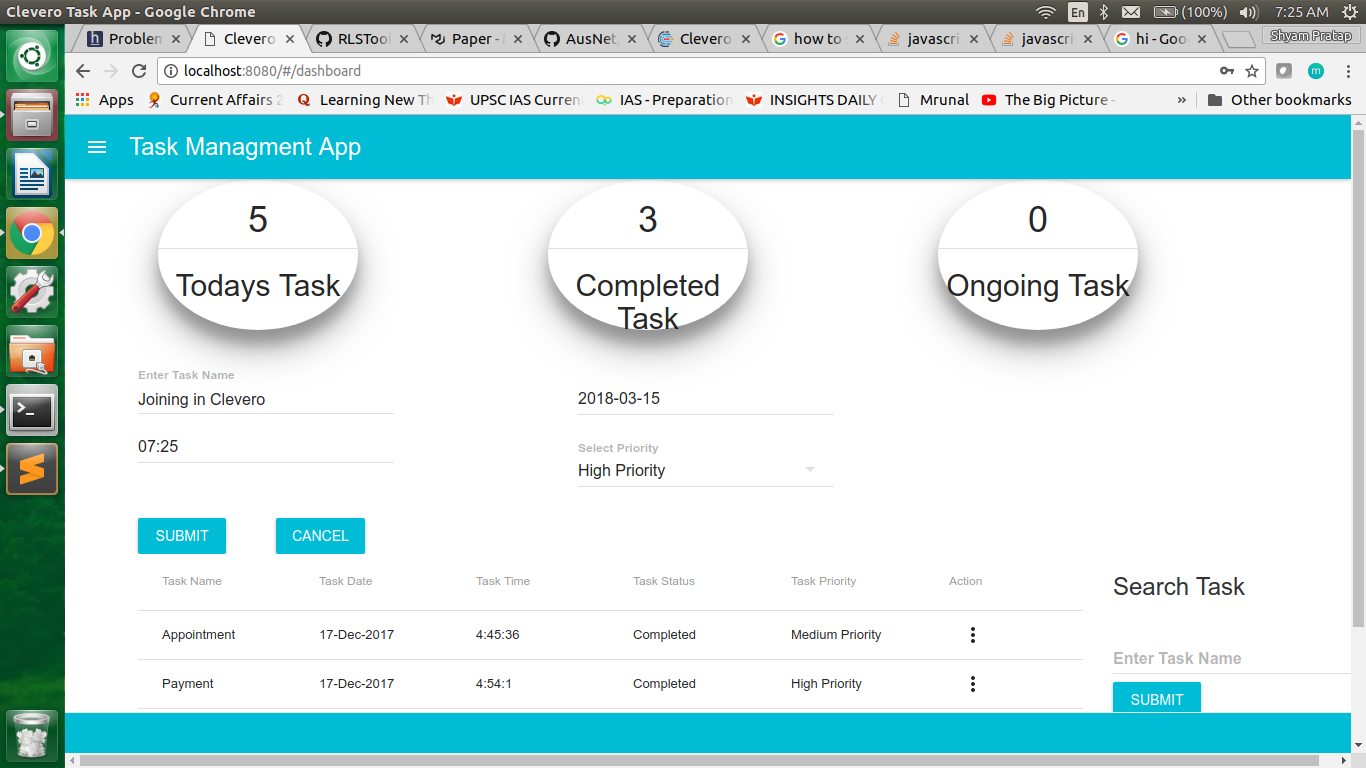 Clevero Task App - Google Chrome
En
(100%)
7:25 AM
Problem
Clevero
RLSTool
Paper -
AusNet,
Clevero
how to
javascri
javascri
hi - Goo
Shyam Pratap
localhost:8080/#/dashboard
m
Apps
Current Affairs 2
Learning New Th
UPSC IAS Curren
IAS - Preparation
INSIGHTS DAILY
Mrunal
The Big Picture -
»
Other bookmarks
Task Managment App
5
Todays Task
3
Completed
Task
0
Ongoing Task
Enter Task Name
Joining in Clevero
2018-03-15
07:25
Select Priority
High Priority
SUBMIT
CANCEL
Task Name Task Date Task Time Task Status Task Priority Action
Appointment 17-Dec-2017 4:45:36 Completed Medium Priority
Payment 17-Dec-2017 4:54:1 Completed High Priority
Search Task
Enter Task Name
SUBMIT